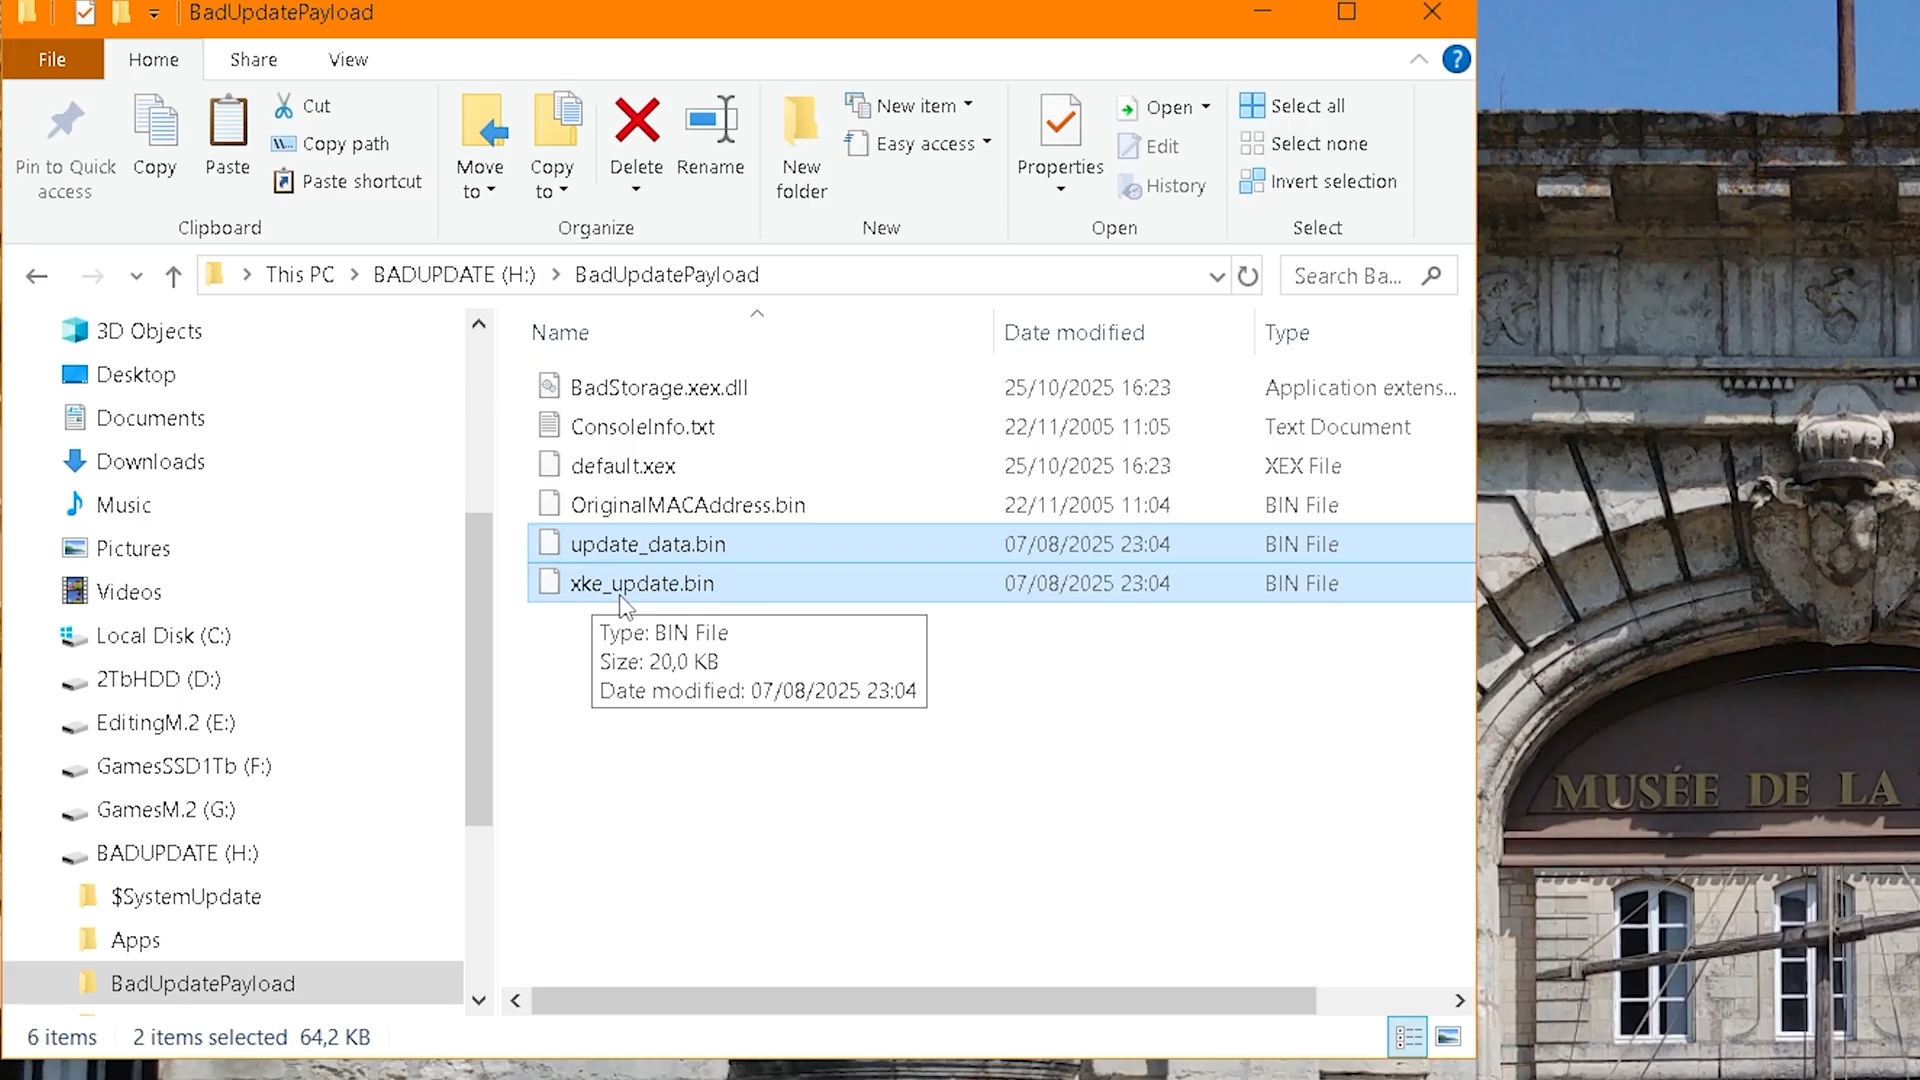 BadUpdatePayload
File
Home
Share
View
?
Pin to Quick access
Copy
Paste
Cut
Copy path
Paste shortcut
Clipboard
Move to
Copy to
Delete
Rename
Organize
New folder
New item
Easy access
New
Properties
Open
Edit
History
Open
Select all
Select none
Invert selection
Select
This PC > BADUPDATE (H:) > BadUpdatePayload
Search Ba...
3D Objects
Desktop
Documents
Downloads
Music
Pictures
Videos
Local Disk (C:)
2TbHDD (D:)
EditingM.2 (E:)
GamesSSD1Tb (F:)
GamesM.2 (G:)
BADUPDATE (H:)
$SystemUpdate
Apps
BadUpdatePayload
Name Date modified Type
BadStorage.xex.dll 25/10/2025 16:23 Application extens...
ConsoleInfo.txt 22/11/2005 11:05 Text Document
default.xex 25/10/2025 16:23 XEX File
OriginalMACAddress.bin 22/11/2005 11:04 BIN File
update_data.bin 07/08/2025 23:04 BIN File
xke_update.bin 07/08/2025 23:04 BIN File
Type: BIN File
Size: 20,0 KB
Date modified: 07/08/2025 23:04
6 items 2 items selected 64,2 KB
MUSÉE DE LA